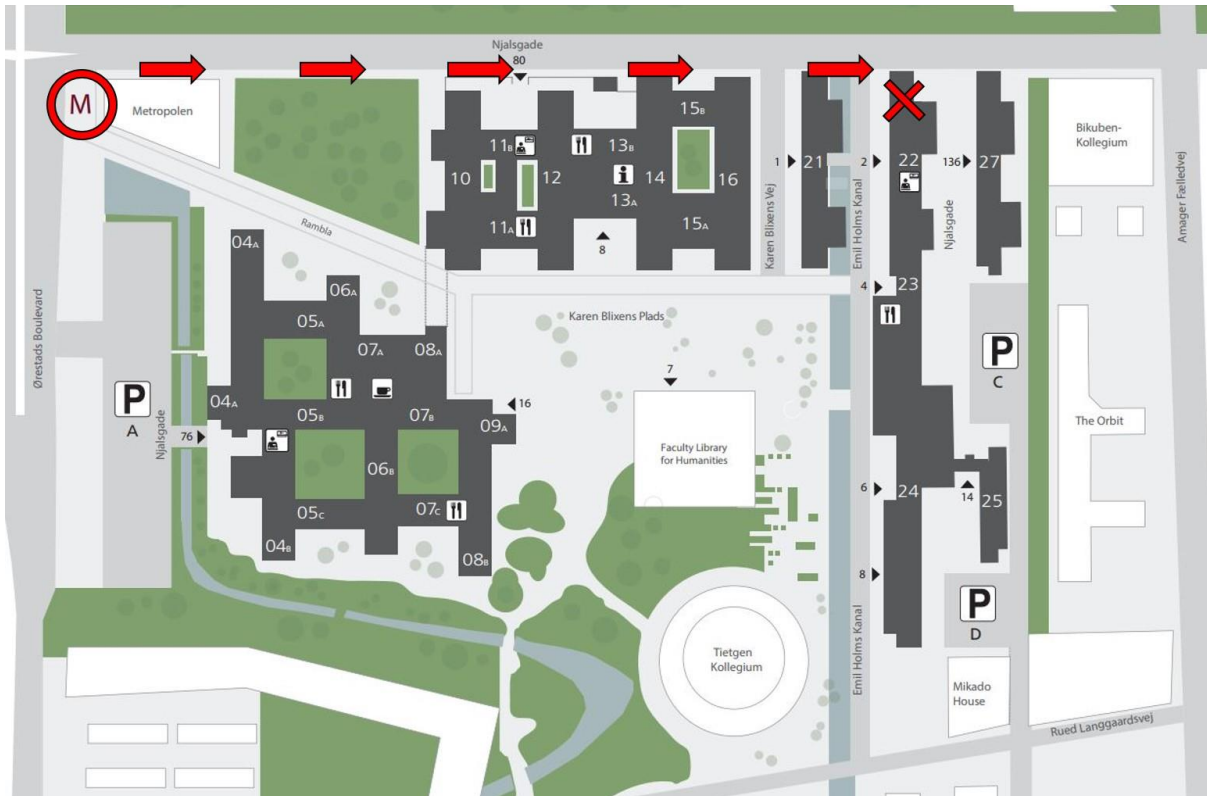 Njalsgade
80
M
Metropolen
15B
Bikuben-
Kollegium
11B
13B
10
12
14
16
13A
11A
15A
8
1
21
2
22
136
27
Karen Blixens Vej
Emil Holms Kanal
Njalsgade
Amager Fælledvej
Rambla
04A
06A
05A
07A
08A
4
23
Karen Blixens Plads
Ørestads Boulevard
P
A
Njalsgade
76
04A
05B
07B
09A
16
7
P
C
The Orbit
Faculty Library
for Humanities
06B
05C
07C
04B
08B
6
24
14
25
8
P
D
Tietgen
Kollegium
Emil Holms Kanal
Mikado
House
Rued Langgaardsvej